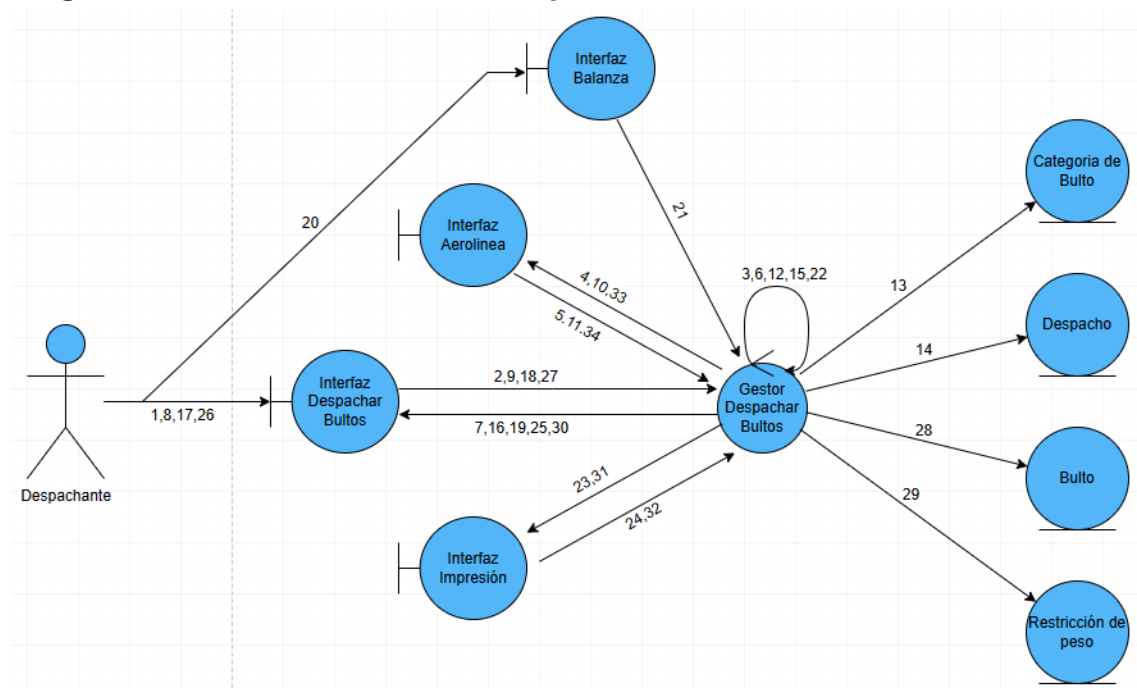 Interfaz
Balanza
Categoria de
Bulto
20
Interfaz
Aerolinea
21
4,10,33
3,6,12,15,22
13
5.11.34
Despacho
14
Interfaz
Despachar
Bultos
2,9,18,27
Gestor
Despachar
Bultos
1,8,17,26
7,16,19,25,30
28
Bulto
23,31
29
Despachante
24,32
Interfaz
Impresión
Restricción de
peso